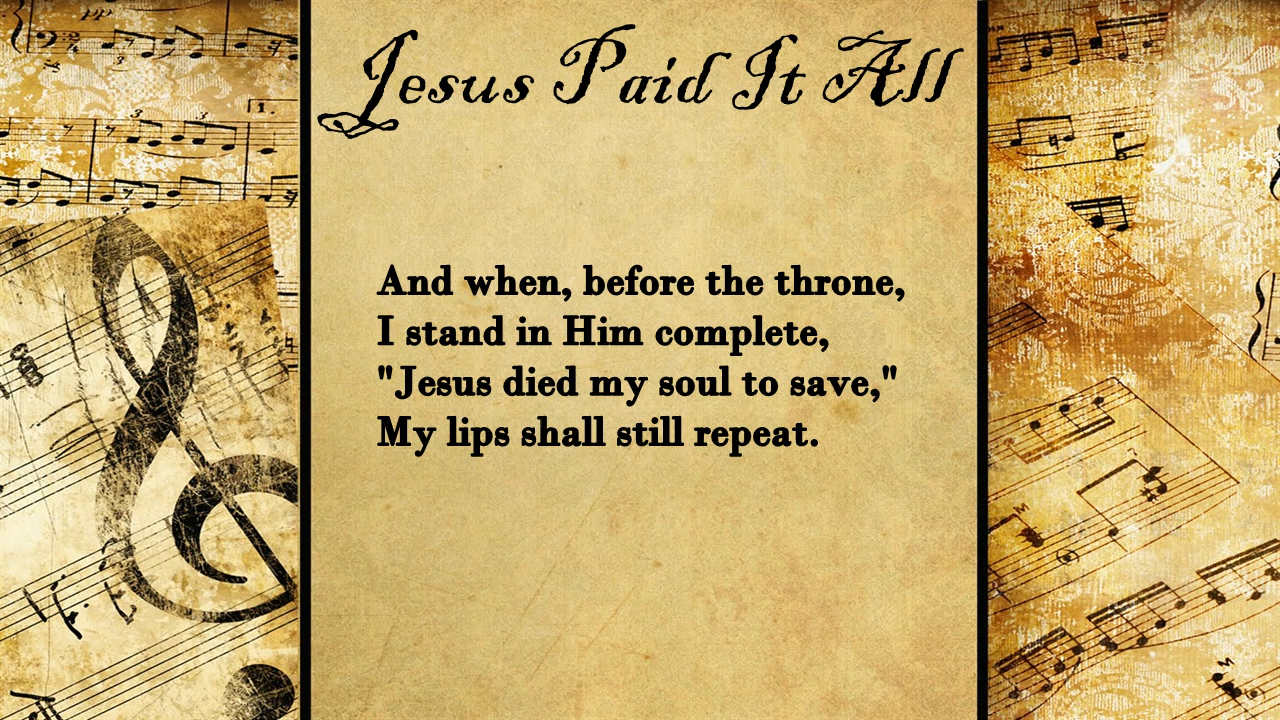 Jesus Paid It All
And when, before the throne,
I stand in Him complete,
"Jesus died my soul to save,"
My lips shall still repeat.